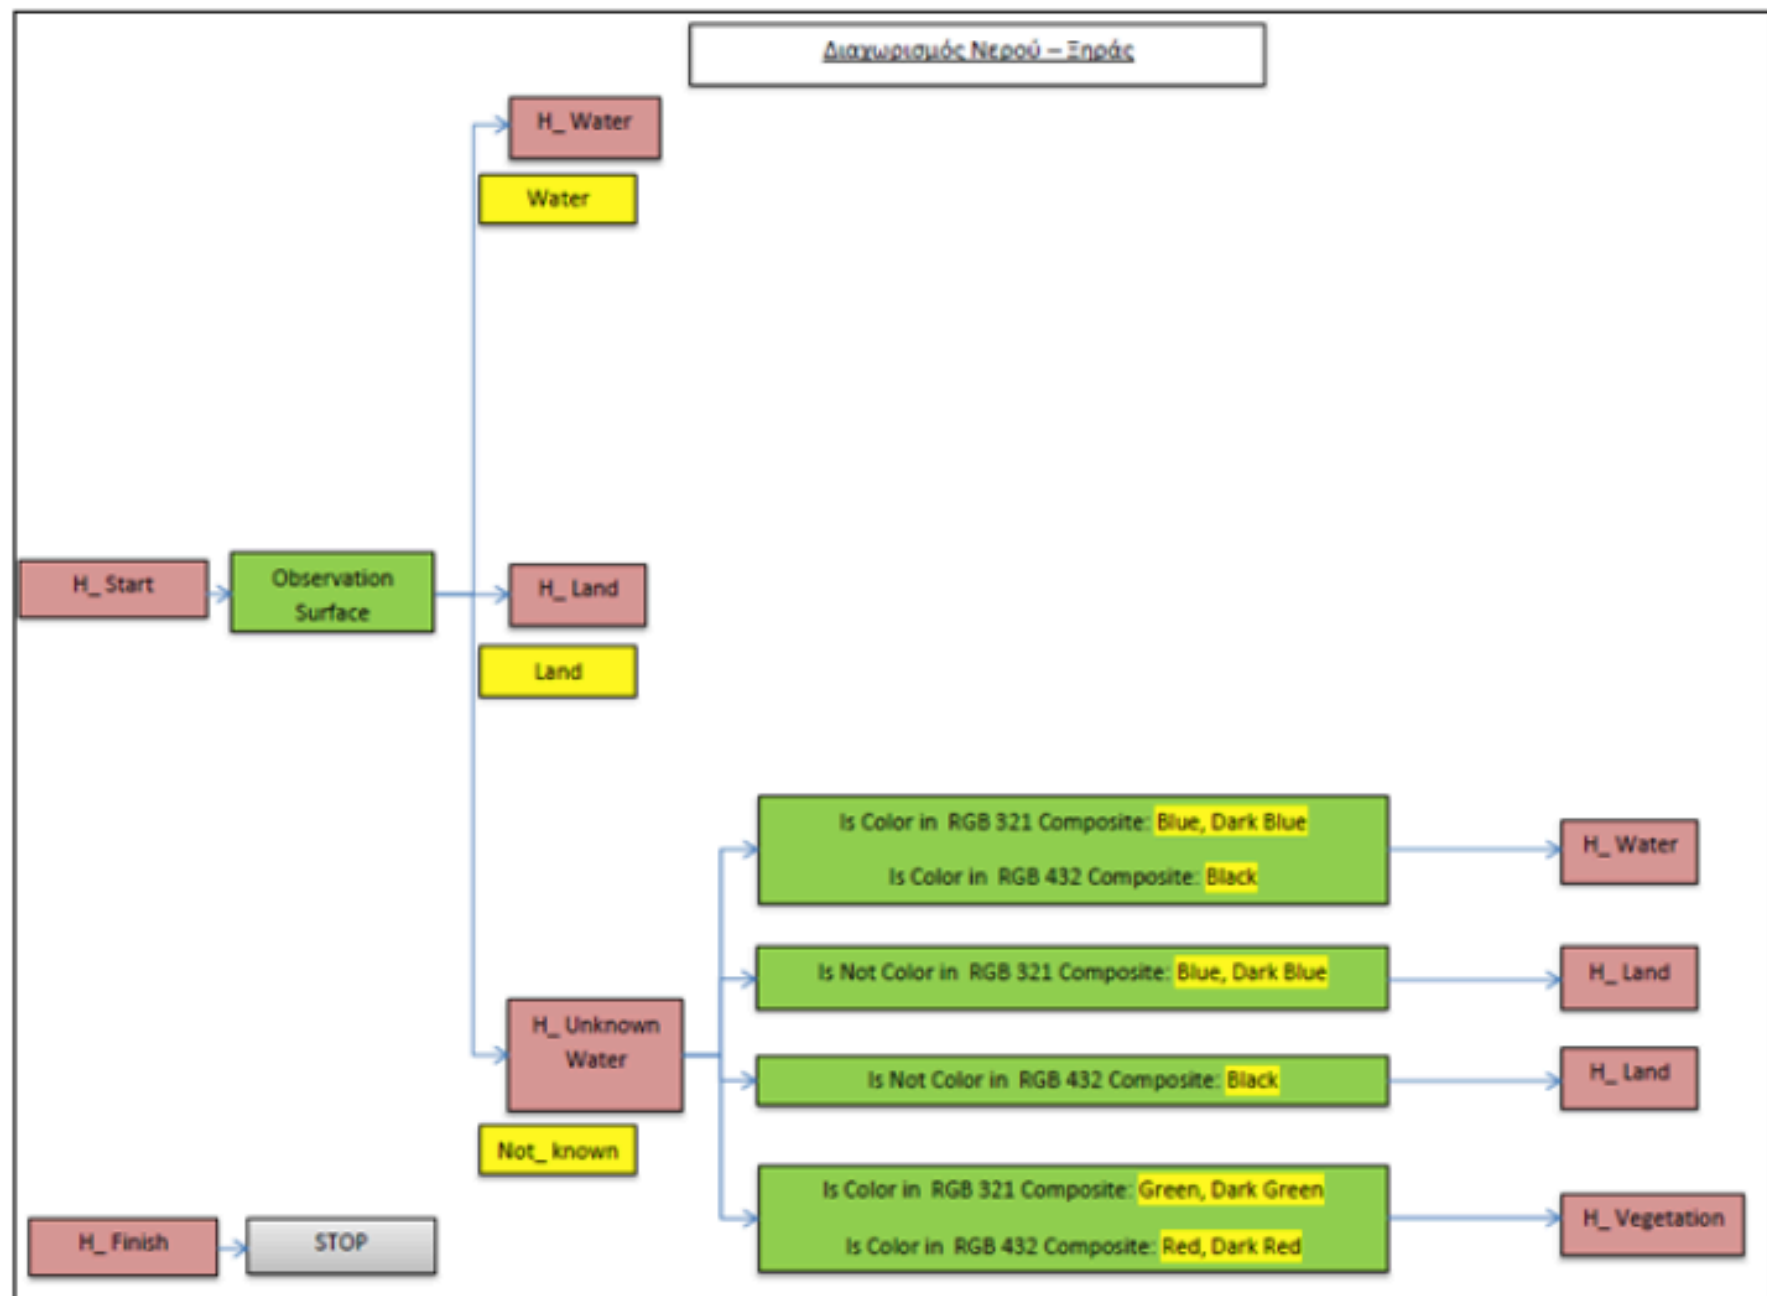 Διαχωρισμός Νερού – Ξηράς
H_ Water
Water
H_ Start
Observation
Surface
H_ Land
Land
H_ Unknown
Water
Not_ known
Is Color in RGB 321 Composite: Blue, Dark Blue
Is Color in RGB 432 Composite: Black
H_ Water
Is Not Color in RGB 321 Composite: Blue, Dark Blue
H_ Land
Is Not Color in RGB 432 Composite: Black
H_ Land
Is Color in RGB 321 Composite: Green, Dark Green
Is Color in RGB 432 Composite: Red, Dark Red
H_ Vegetation
H_ Finish
STOP